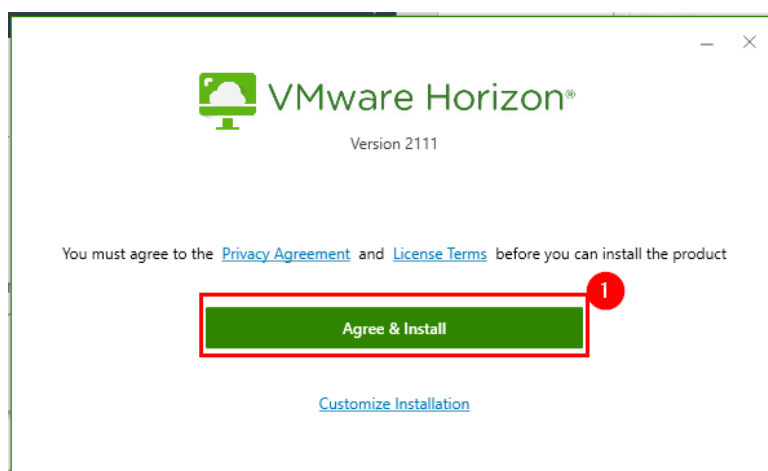 VMware Horizon®
Version 2111
You must agree to the Privacy Agreement and License Terms before you can install the product
1
Agree & Install
Customize Installation